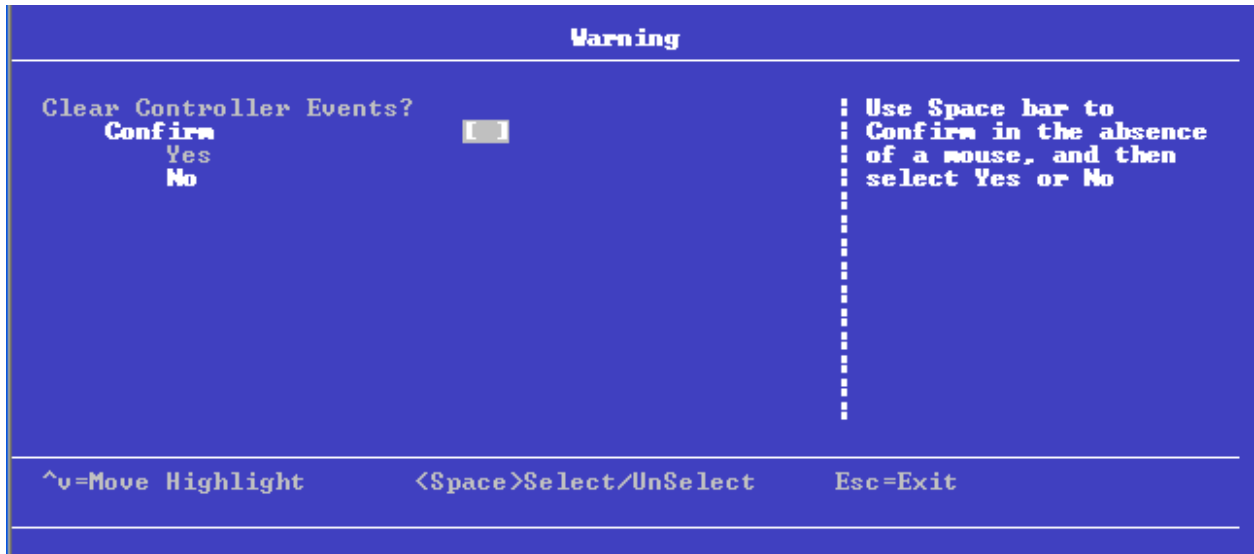 Warning
Clear Controller Events?
Confirm [ ]
Yes
No
Use Space bar to
Confirm in the absence
of a mouse, and then
select Yes or No
^v=Move Highlight <Space>Select/UnSelect Esc=Exit